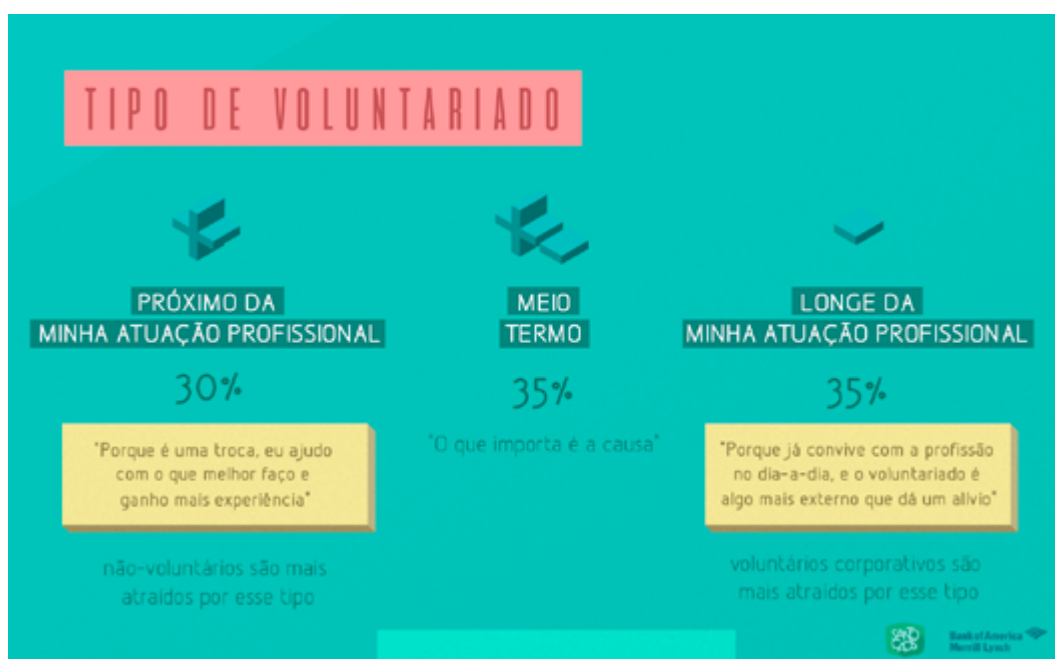 TIPO DE VOLUNTARIADO
PRÓXIMO DA
MINHA ATUAÇÃO PROFISSIONAL
30%
"Porque é uma troca, eu ajudo
com o que melhor faço e
ganho mais experiência"
não-voluntários são mais
atraídos por esse tipo
MEIO
TERMO
35%
"O que importa é a causa"
LONGE DA
MINHA ATUAÇÃO PROFISSIONAL
35%
"Porque já convive com a profissão
no dia-a-dia, e o voluntariado é
algo mais externo que dá um alívio"
voluntários corporativos são
mais atraídos por esse tipo
Bank of America
Merrill Lynch